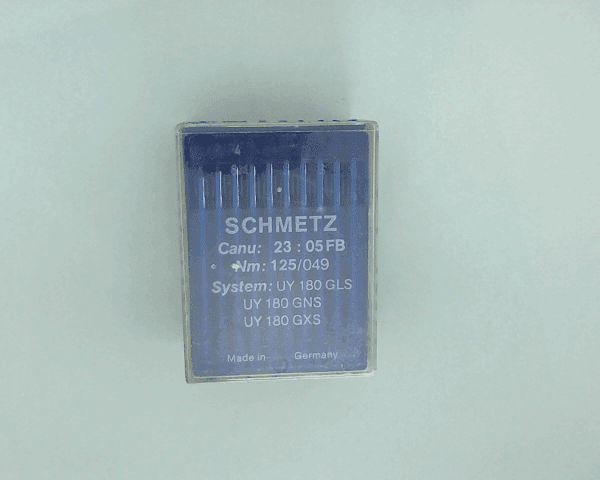 SCHMETZ
Canu: 23 : 05 FB
Nm: 125/049
System: UY 180 GLS
UY 180 GNS
UY 180 GXS
Made in Germany